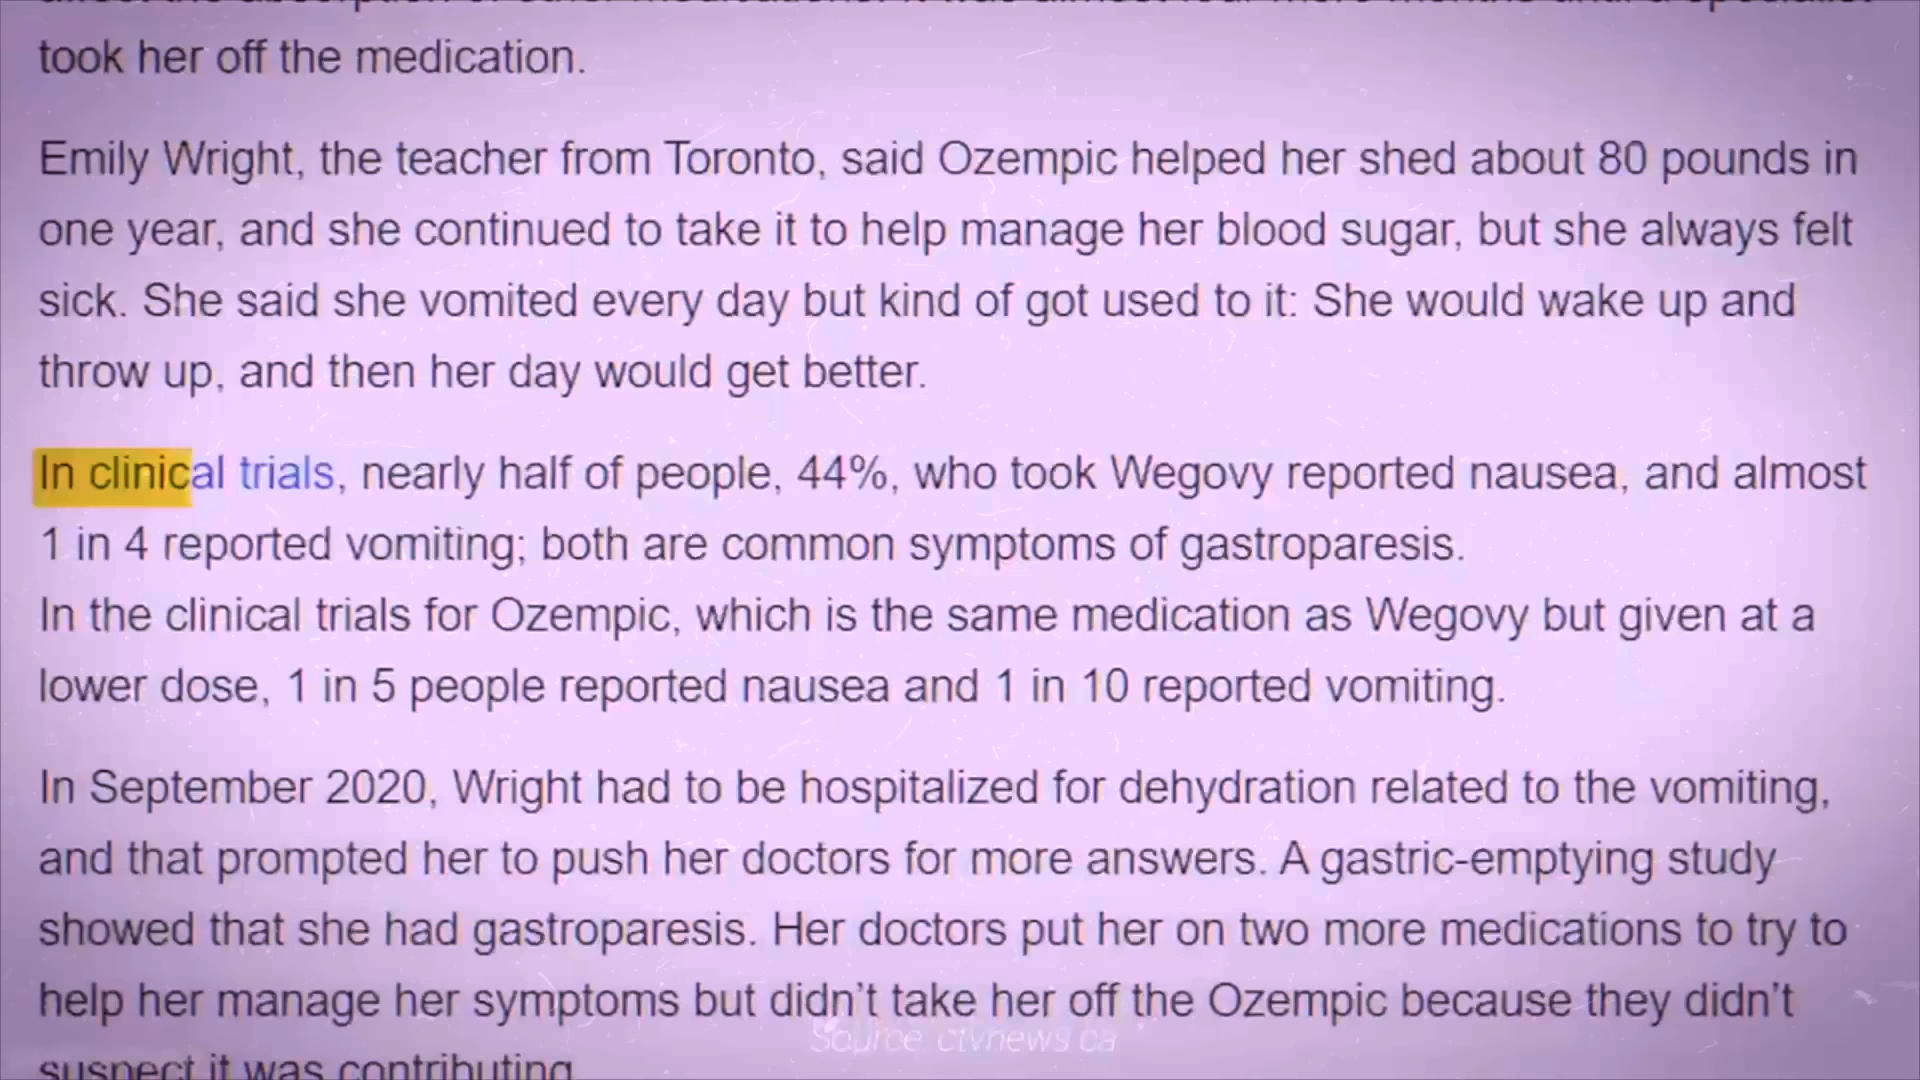 took her off the medication.
Emily Wright, the teacher from Toronto, said Ozempic helped her shed about 80 pounds in
one year, and she continued to take it to help manage her blood sugar, but she always felt
sick. She said she vomited every day but kind of got used to it: She would wake up and
throw up, and then her day would get better.
In clinical trials, nearly half of people, 44%, who took Wegovy reported nausea, and almost
1 in 4 reported vomiting; both are common symptoms of gastroparesis.
In the clinical trials for Ozempic, which is the same medication as Wegovy but given at a
lower dose, 1 in 5 people reported nausea and 1 in 10 reported vomiting.
In September 2020, Wright had to be hospitalized for dehydration related to the vomiting,
and that prompted her to push her doctors for more answers. A gastric-emptying study
showed that she had gastroparesis. Her doctors put her on two more medications to try to
help her manage her symptoms but didn't take her off the Ozempic because they didn't
Source: ctvnews.ca
suspect it was contributing.